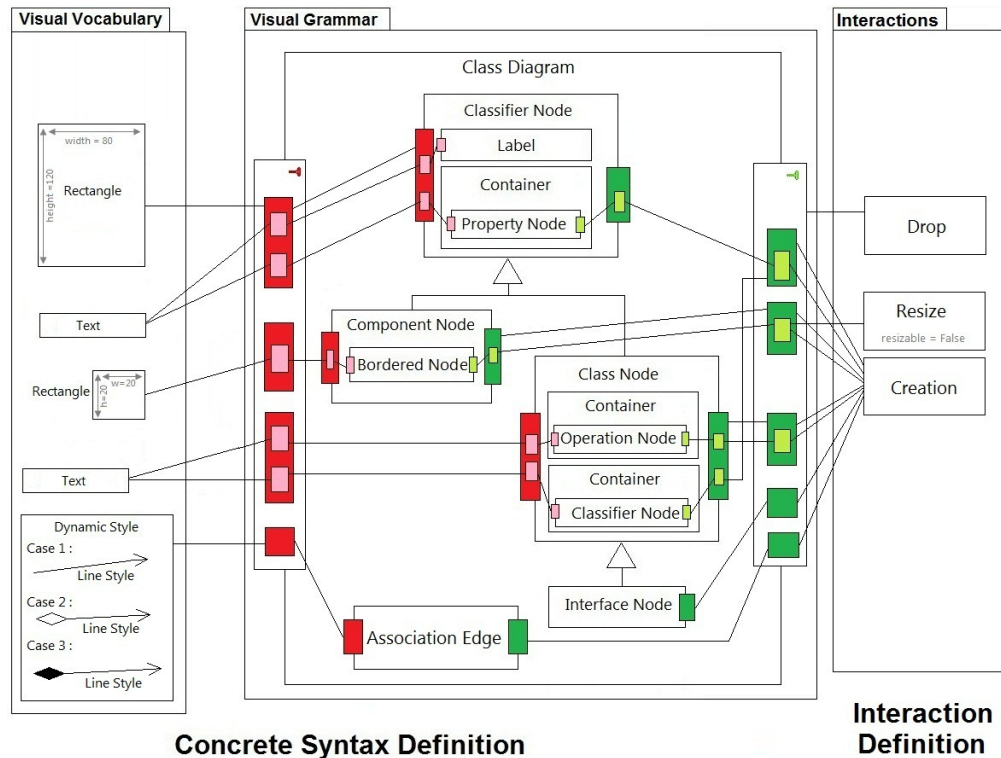 Visual Vocabulary
Visual Grammar
Interactions
Class Diagram
Classifier Node
Label
Container
Property Node
width = 80
height =120
Rectangle
Text
Rectangle
w=20
h=20
Text
Dynamic Style
Case 1 :
Line Style
Case 2 :
Line Style
Case 3 :
Line Style
Component Node
Bordered Node
Class Node
Container
Operation Node
Container
Classifier Node
Interface Node
Association Edge
Drop
Resize
resizable = False
Creation
Concrete Syntax Definition
Interaction
Definition